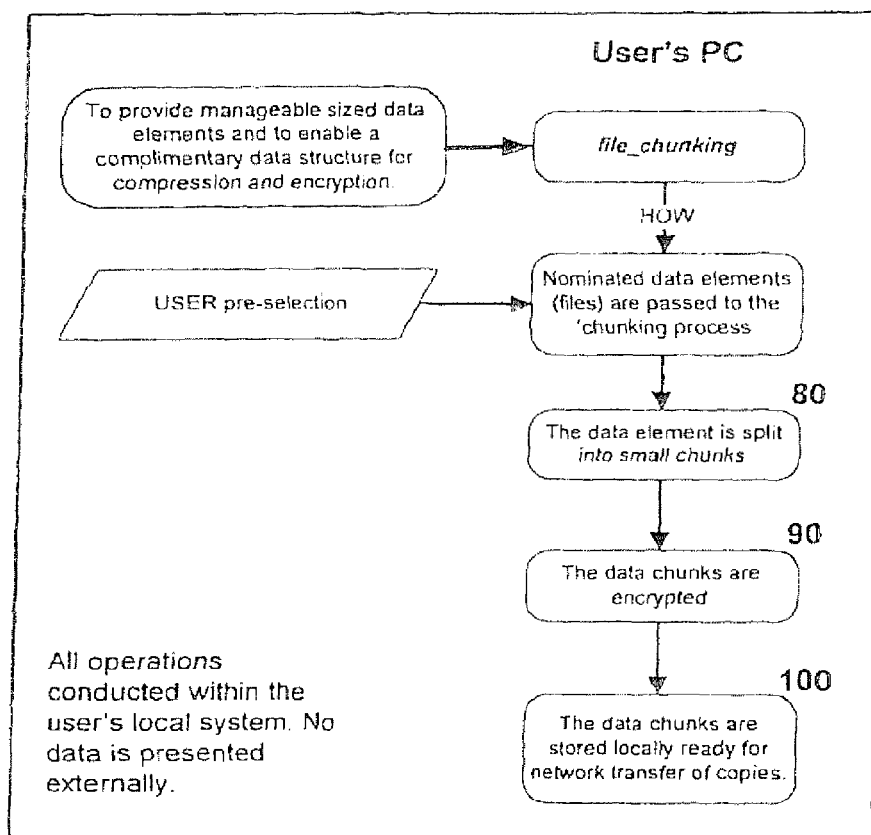 User's PC
To provide manageable sized data
elements and to enable a
complimentary data structure for
compression and encryption.
file_chunking
HOW
USER pre-selection
Nominated data elements
(files) are passed to the
'chunking process
80
The data element is split
into small chunks
90
The data chunks are
encrypted
100
The data chunks are
stored locally ready for
network transfer of copies.
All operations
conducted within the
user's local system. No
data is presented
externally.